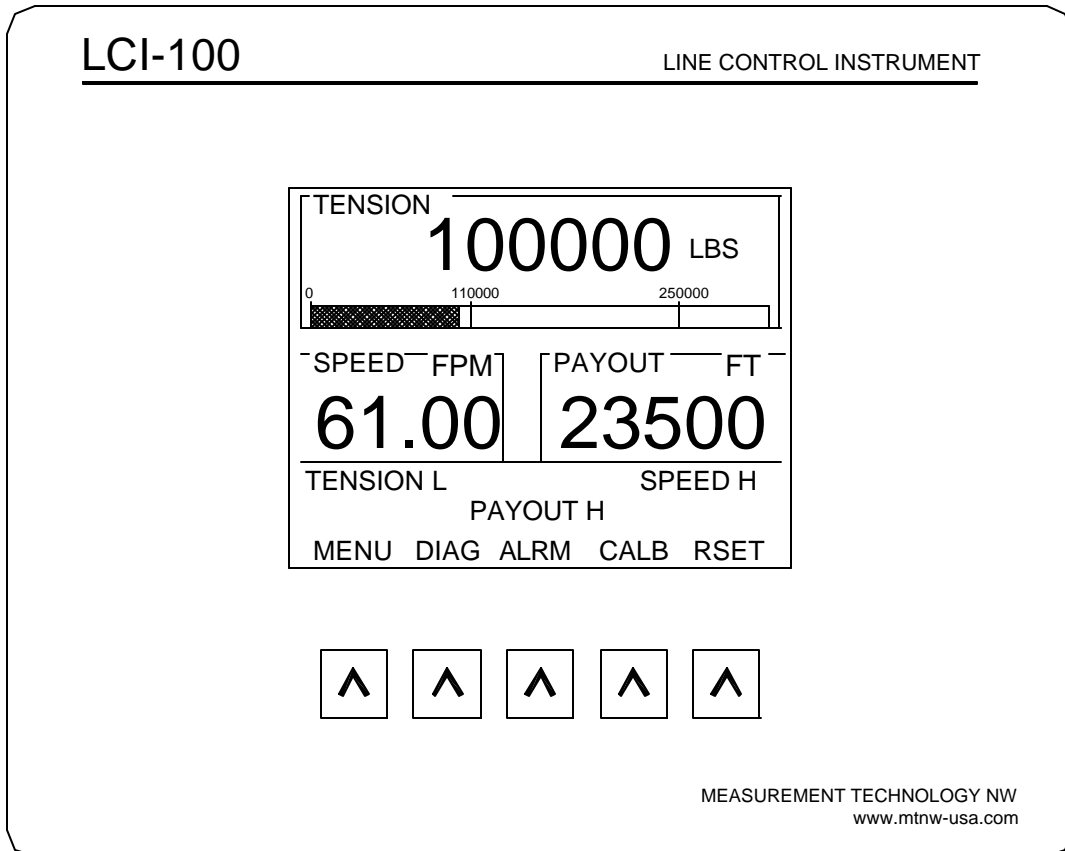 LCI-100
LINE CONTROL INSTRUMENT
TENSION
100000 LBS
0 110000 250000
SPEED FPM
61.00
PAYOUT FT
23500
TENSION L SPEED H
PAYOUT H
MENU DIAG ALRM CALB RSET
MEASUREMENT TECHNOLOGY NW
www.mtnw-usa.com